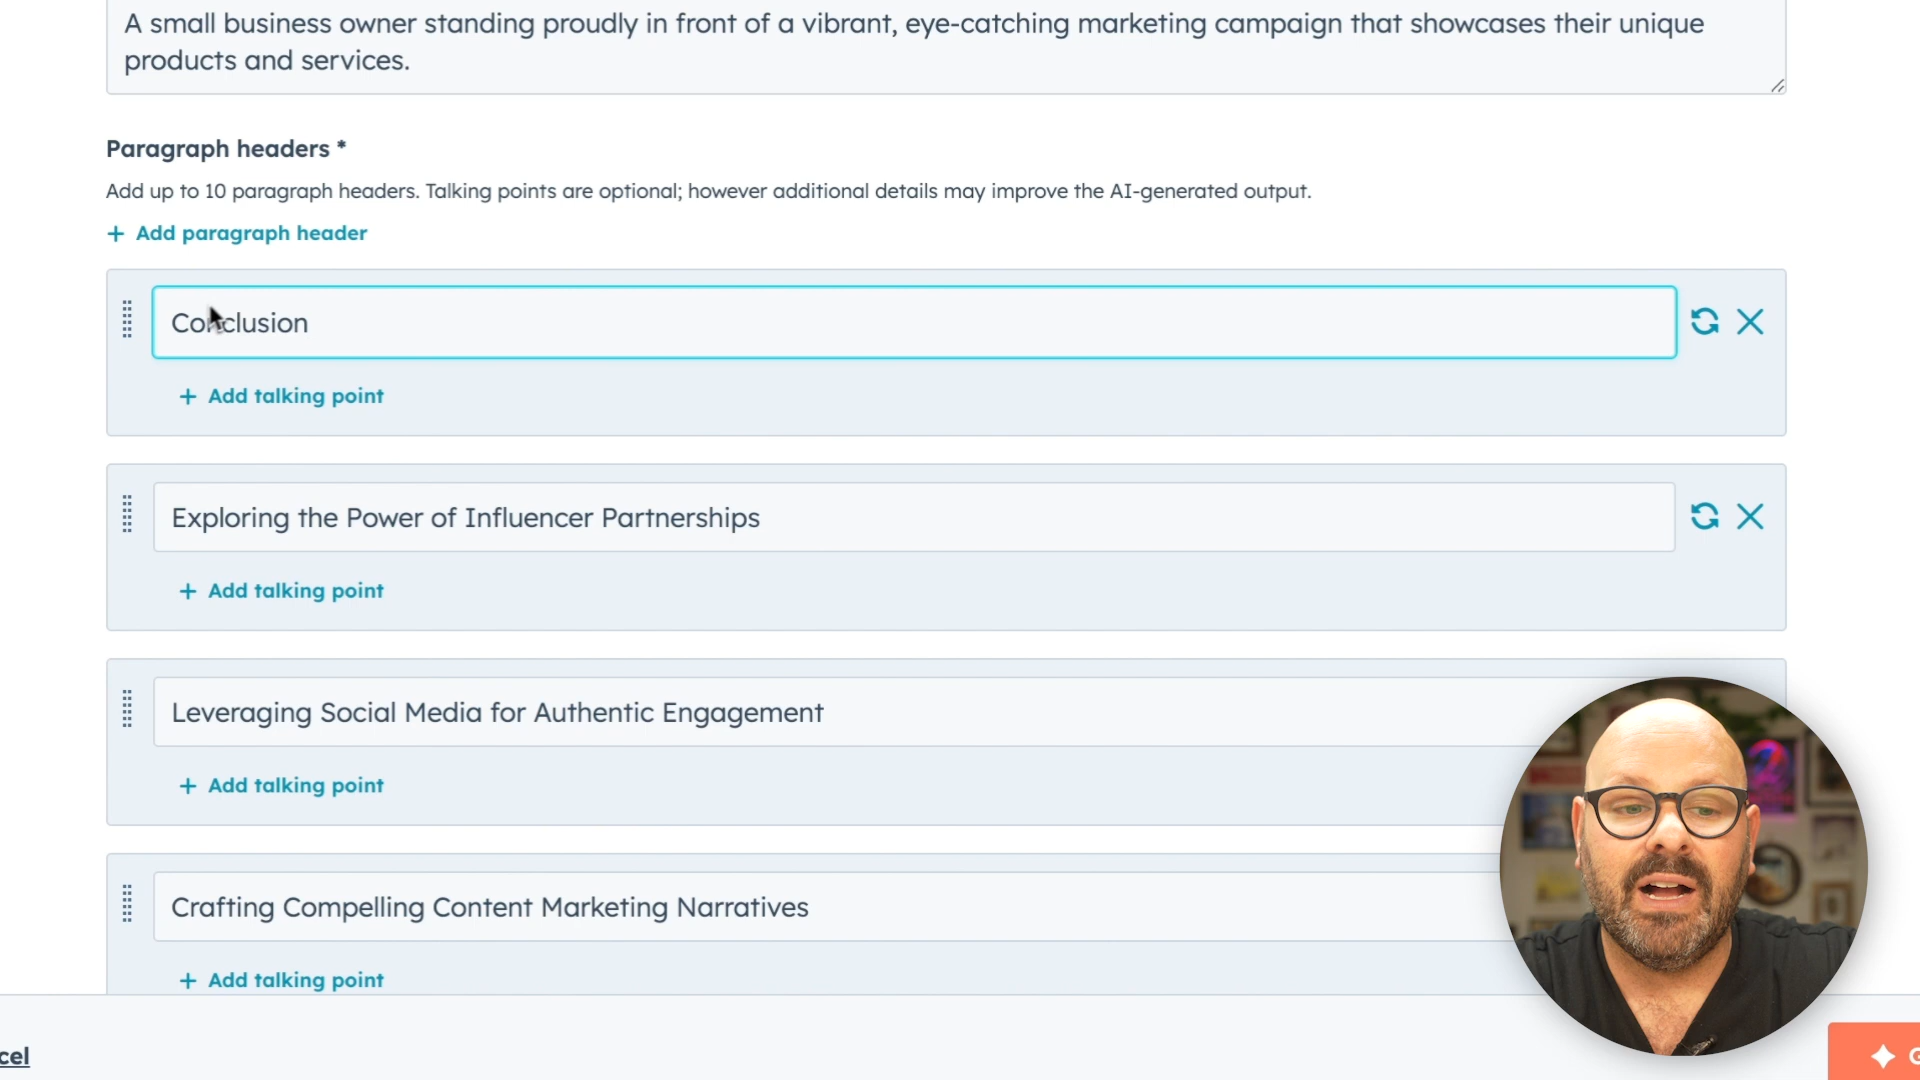 A small business owner standing proudly in front of a vibrant, eye-catching marketing campaign that showcases their unique
products and services.
Paragraph headers *
Add up to 10 paragraph headers. Talking points are optional; however additional details may improve the AI-generated output.
+ Add paragraph header
Conclusion
+ Add talking point
Exploring the Power of Influencer Partnerships
+ Add talking point
Leveraging Social Media for Authentic Engagement
+ Add talking point
Crafting Compelling Content Marketing Narratives
+ Add talking point
cel
G